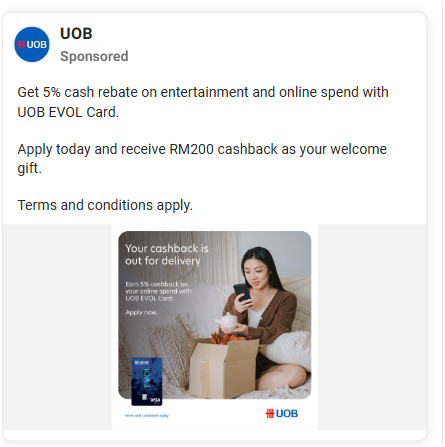 UOB
UOB
Sponsored
Get 5% cash rebate on entertainment and online spend with
UOB EVOL Card.
Apply today and receive RM200 cashback as your welcome
gift.
Terms and conditions apply.
Your cashback is
out for delivery
Earn 5% cashback on
your online spend with
UOB EVOL Card.
Apply now.
UOB
EVOL
VISA
Terms and conditions apply.
UOB